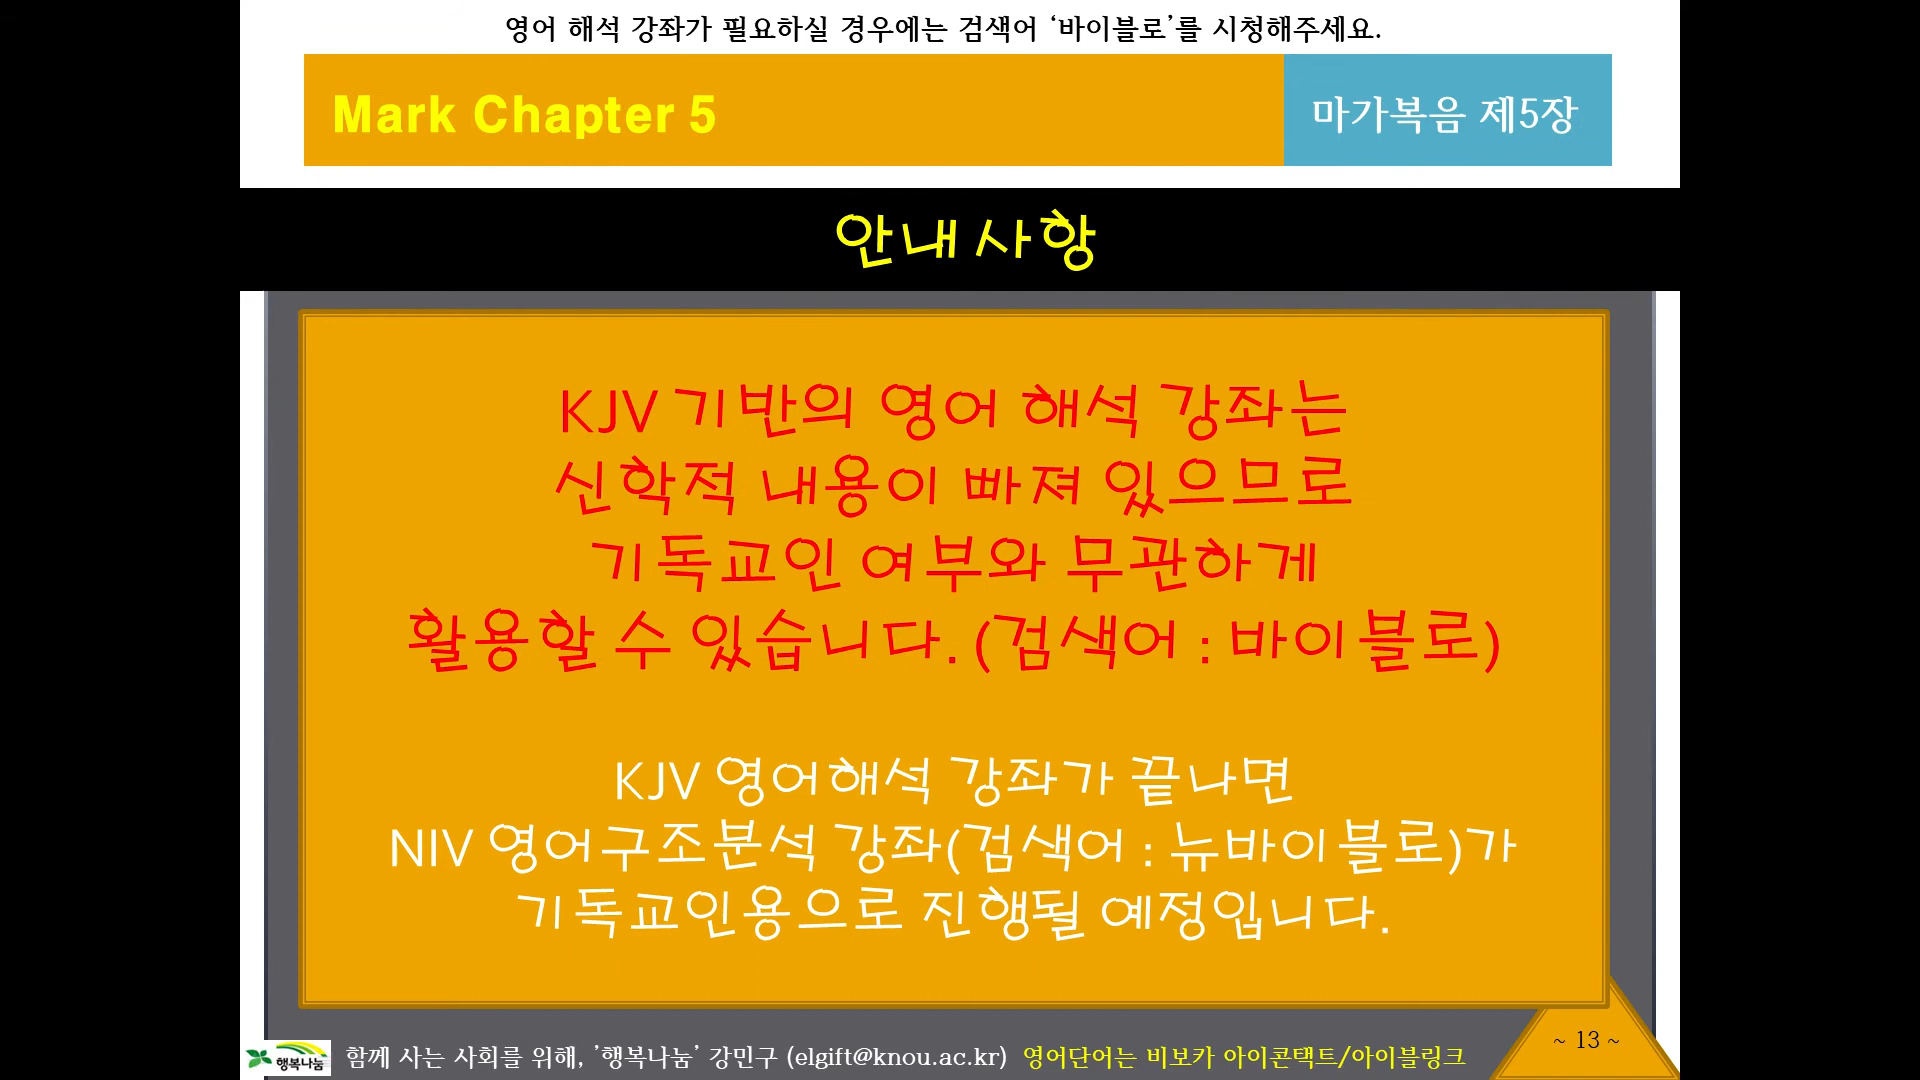 영어 해석 강좌가 필요하실 경우에는 검색어 ‘바이블로’를 시청해주세요.
Mark Chapter 5
마가복음 제5장
안내사항
KJV 기반의 영어 해석 강좌는
신학적 내용이 빠져 있으므로
기독교인 여부와 무관하게
활용할 수 있습니다. (검색어 : 바이블로)
KJV 영어해석 강좌가 끝나면
NIV 영어구조분석 강좌(검색어 : 뉴바이블로)가
기독교인용으로 진행될 예정입니다.
~ 13 ~
행복나눔 함께 사는 사회를 위해, ’행복나눔’ 강민구 (elgift@knou.ac.kr) 영어단어는 비보카 아이콘택트/아이블링크